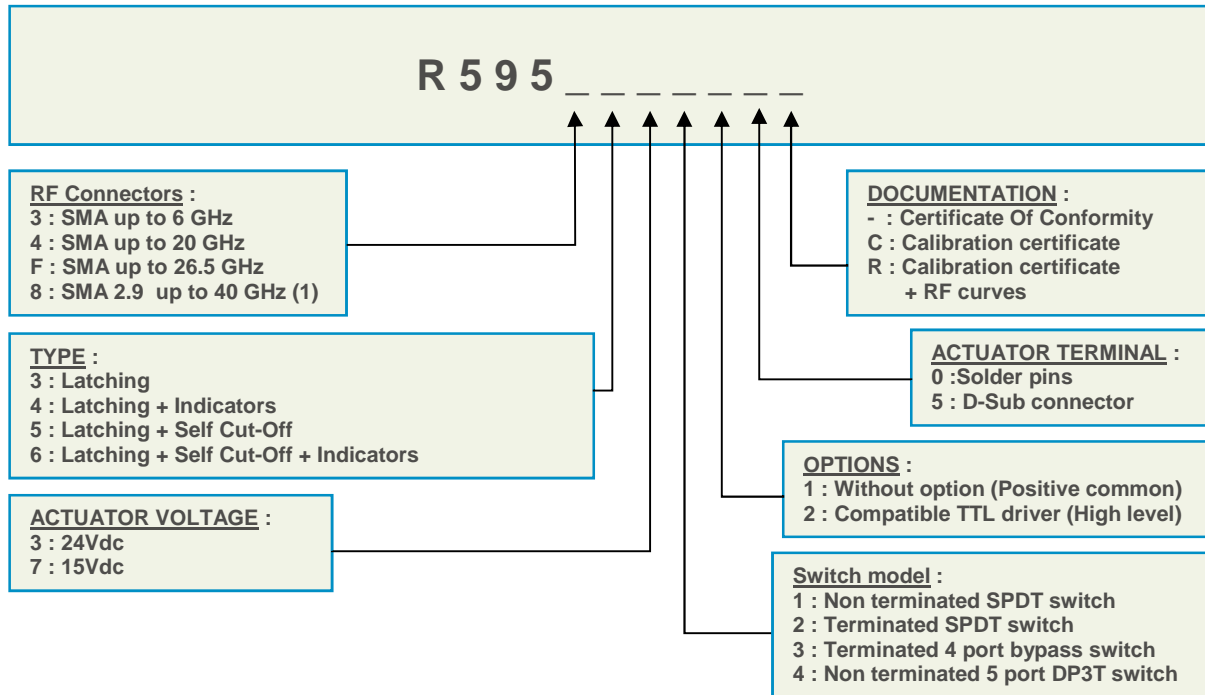 R 5 9 5 _ _ _ _ _ _ _
RF Connectors :
3 : SMA up to 6 GHz
4 : SMA up to 20 GHz
F : SMA up to 26.5 GHz
8 : SMA 2.9 up to 40 GHz (1)
TYPE :
3 : Latching
4 : Latching + Indicators
5 : Latching + Self Cut-Off
6 : Latching + Self Cut-Off + Indicators
ACTUATOR VOLTAGE :
3 : 24Vdc
7 : 15Vdc
DOCUMENTATION :
- : Certificate Of Conformity
C : Calibration certificate
R : Calibration certificate
+ RF curves
ACTUATOR TERMINAL :
0 :Solder pins
5 : D-Sub connector
OPTIONS :
1 : Without option (Positive common)
2 : Compatible TTL driver (High level)
Switch model :
1 : Non terminated SPDT switch
2 : Terminated SPDT switch
3 : Terminated 4 port bypass switch
4 : Non terminated 5 port DP3T switch